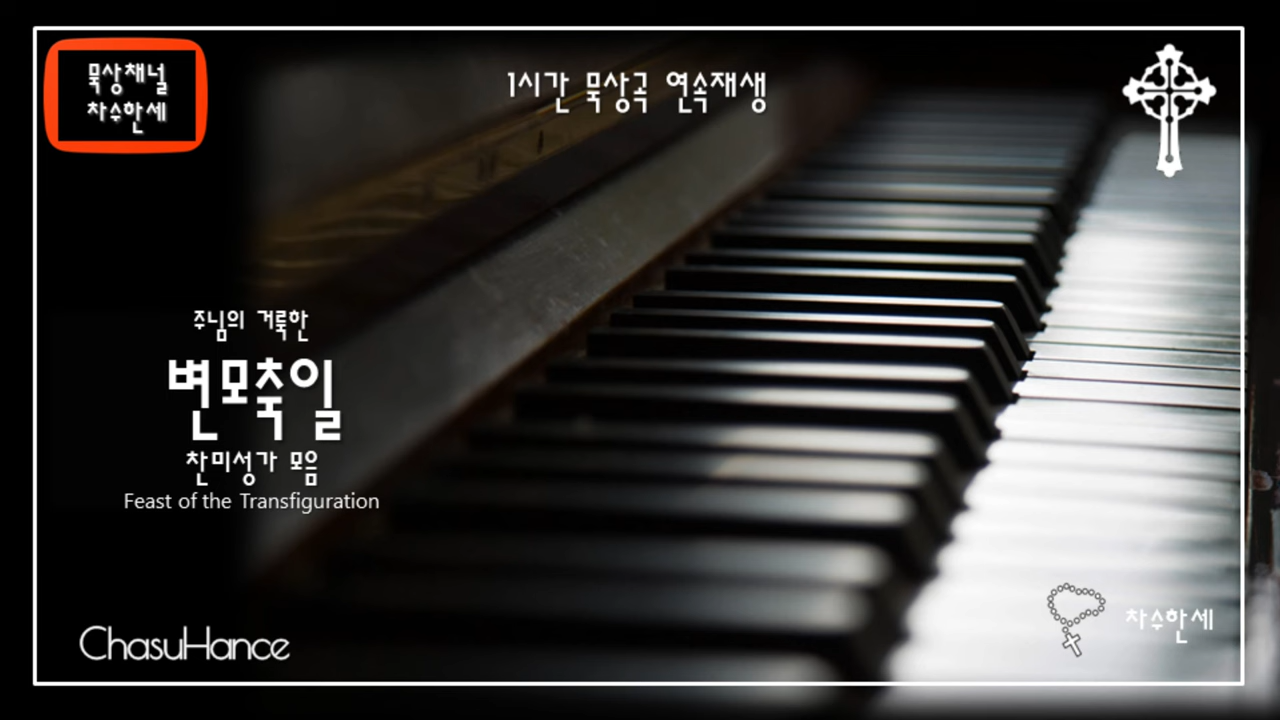 묵상채널
차수한세
1시간 묵상곡 연속재생
주님의 거룩한
변모축일
찬미성가 모음
Feast of the Transfiguration
ChasuHance
차수한세